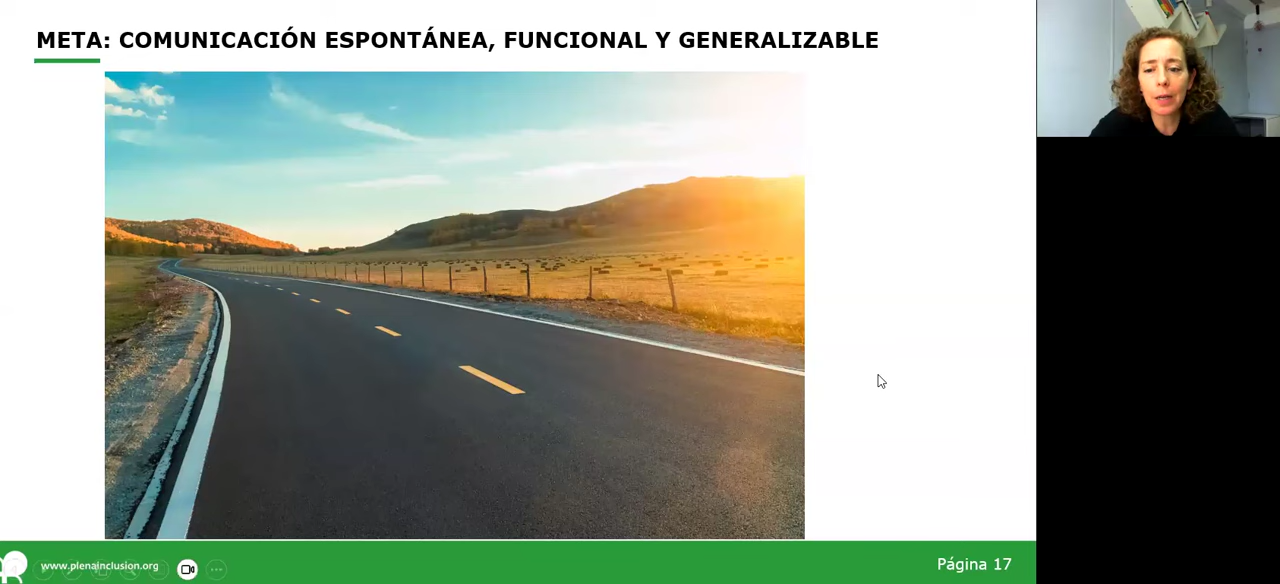 META: COMUNICACIÓN ESPONTÁNEA, FUNCIONAL Y GENERALIZABLE
www.plenainclusion.org
Página 17